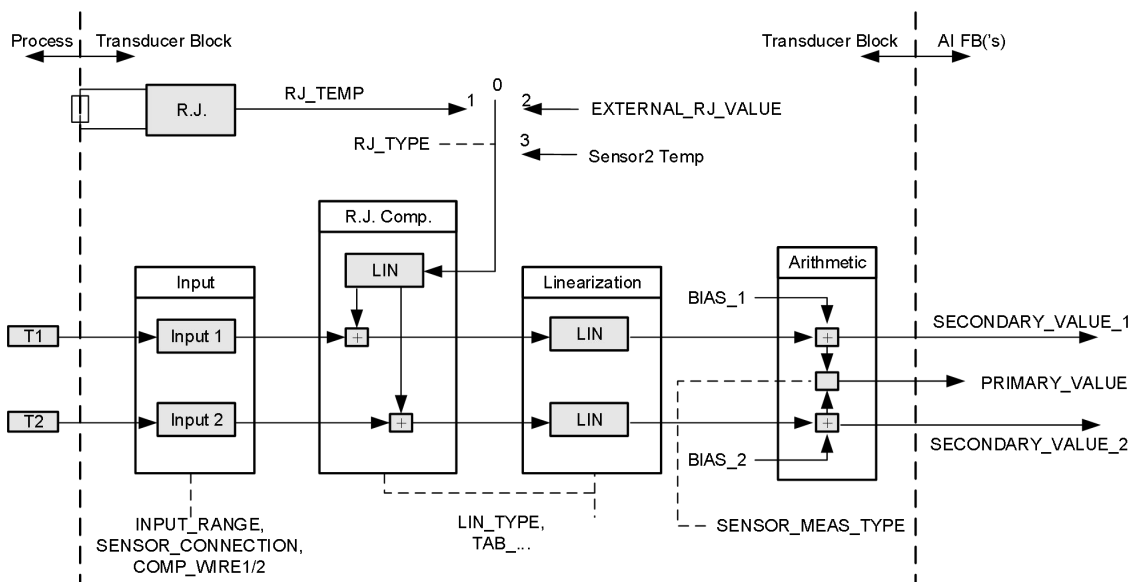 Process
Transducer Block
Transducer Block
AI FB('s)
R.J.
RJ_TEMP
1
0
2
EXTERNAL_RJ_VALUE
RJ_TYPE
3
Sensor2 Temp
R.J. Comp.
LIN
Input
Linearization
Arithmetic
BIAS_1
T1
Input 1
+
LIN
+
SECONDARY_VALUE_1
PRIMARY_VALUE
T2
Input 2
+
LIN
+
SECONDARY_VALUE_2
BIAS_2
INPUT_RANGE,
SENSOR_CONNECTION,
COMP_WIRE1/2
LIN_TYPE,
TAB_...
SENSOR_MEAS_TYPE